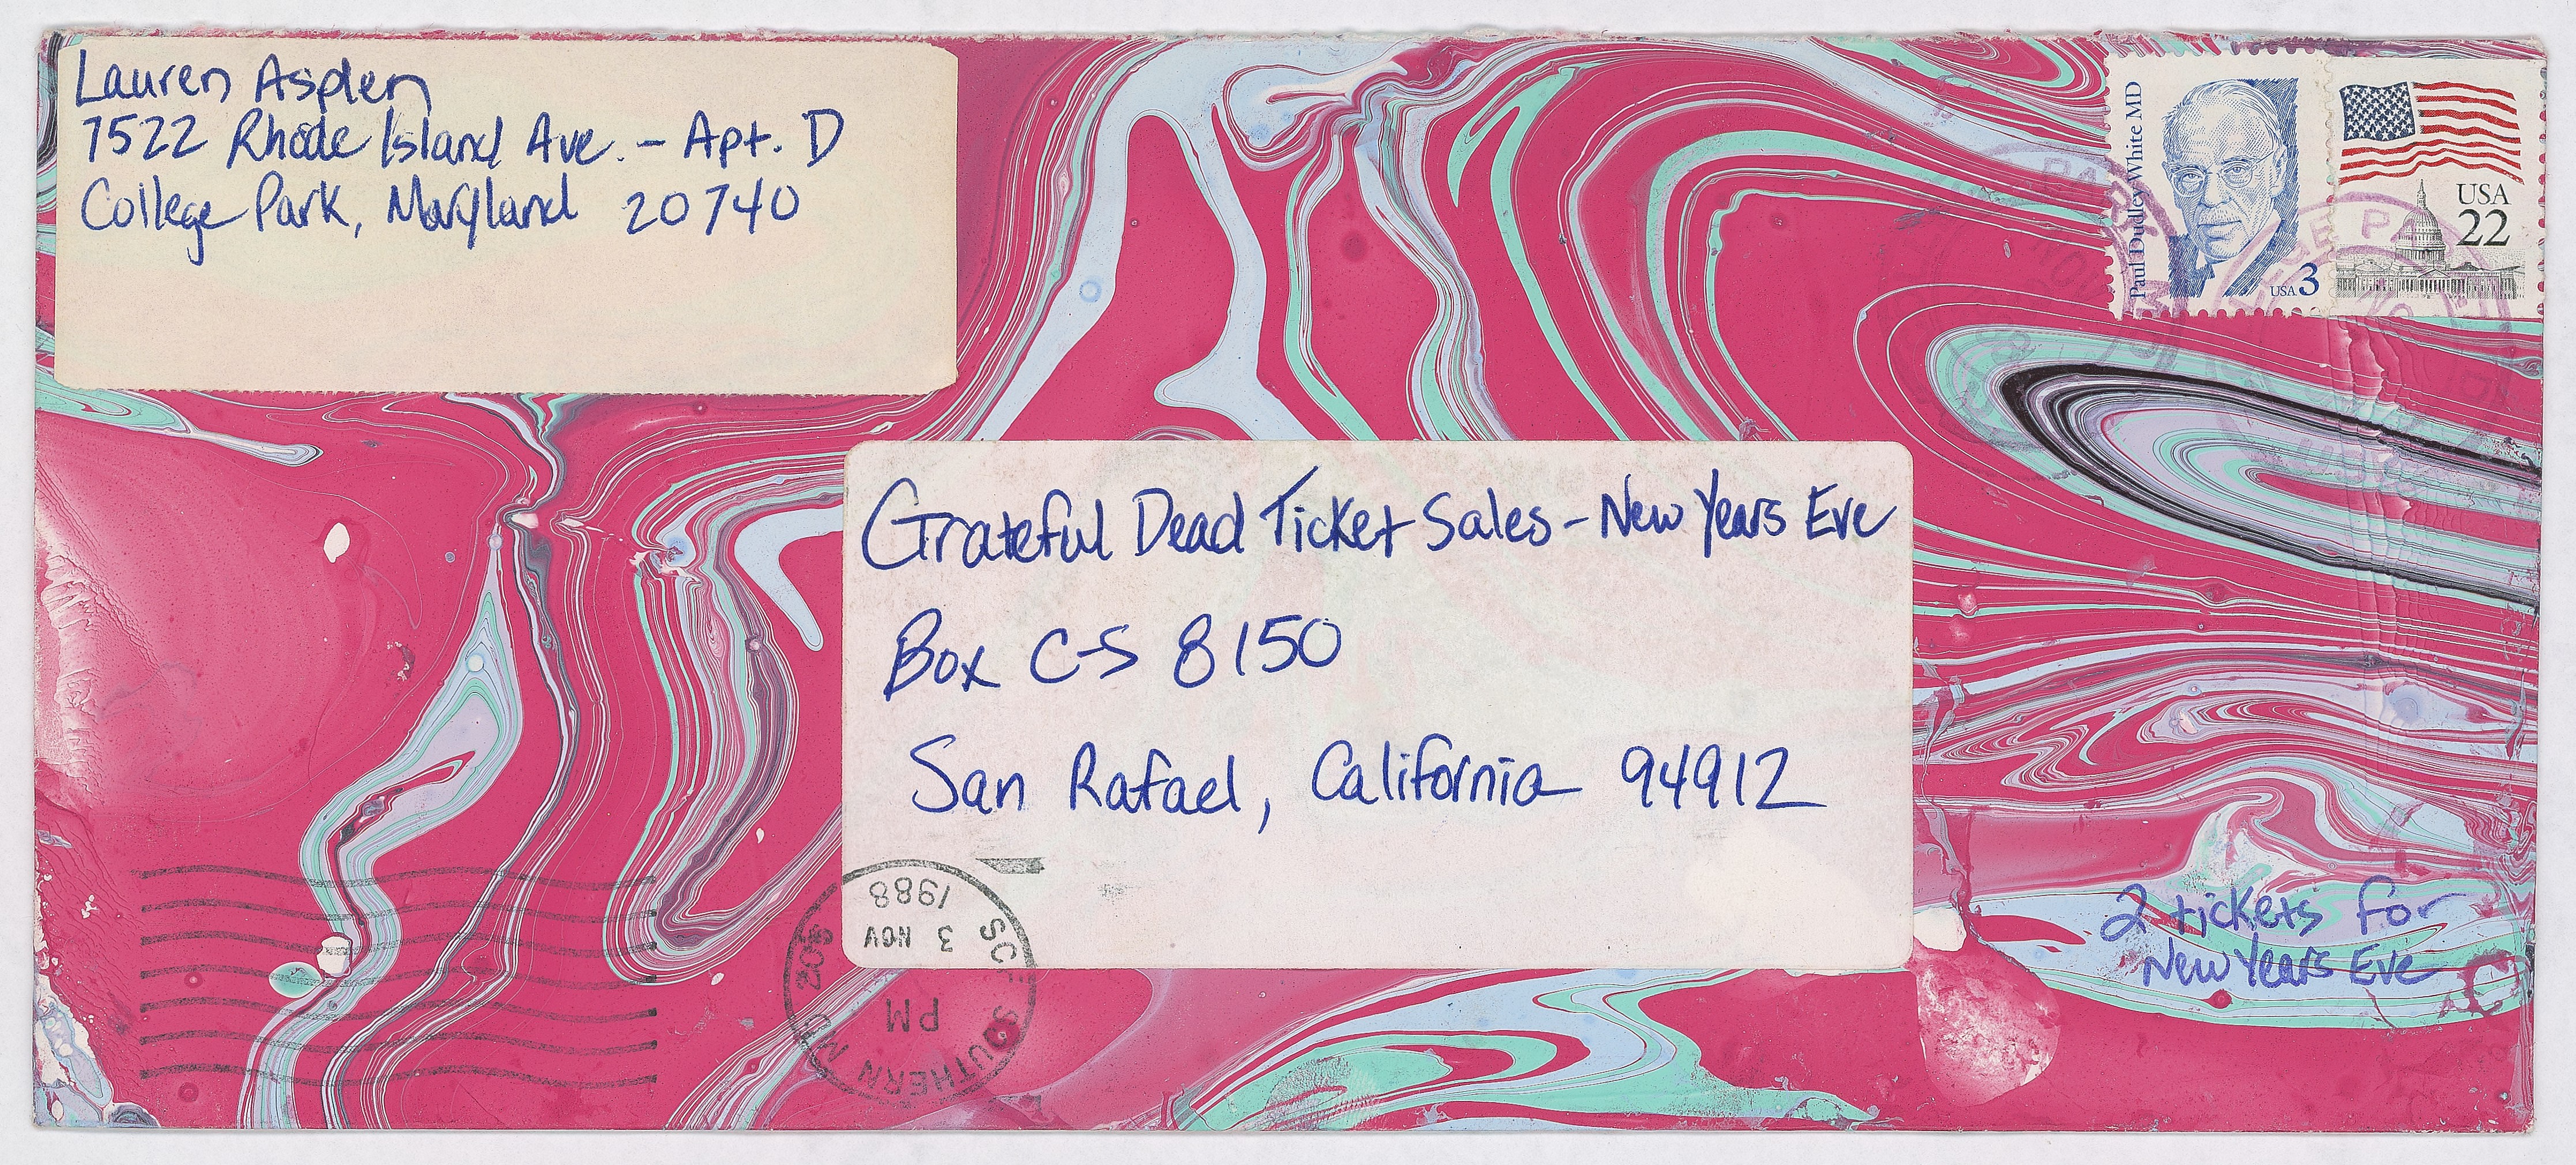 Lauren Asplen
7522 Rhode Island Ave. - Apt. D
College Park, Maryland 20740
Paul Dudley White MD
USA 3
USA
22
Grateful Dead Ticket Sales - New Years Eve
Box C-S 8150
San Rafael, California 94912
SOUTHERN MD
PM
3 NOV
1988
2 tickets for
New Years Eve